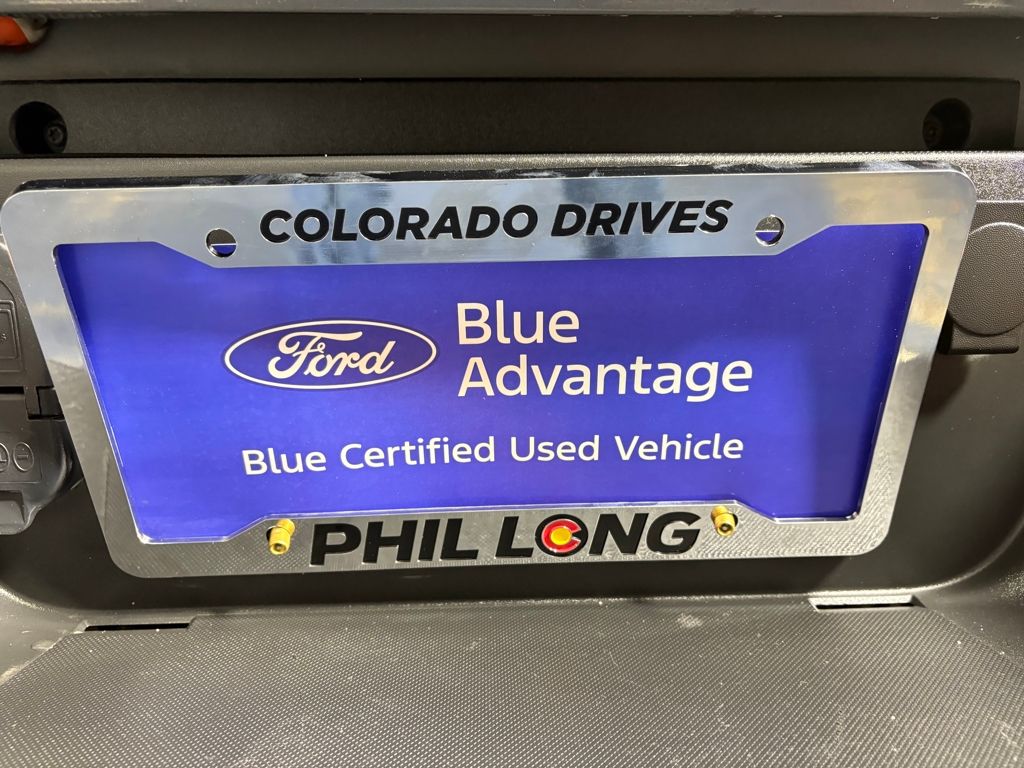 COLORADO DRIVES
Ford
Blue
Advantage
Blue Certified Used Vehicle
PHIL LONG